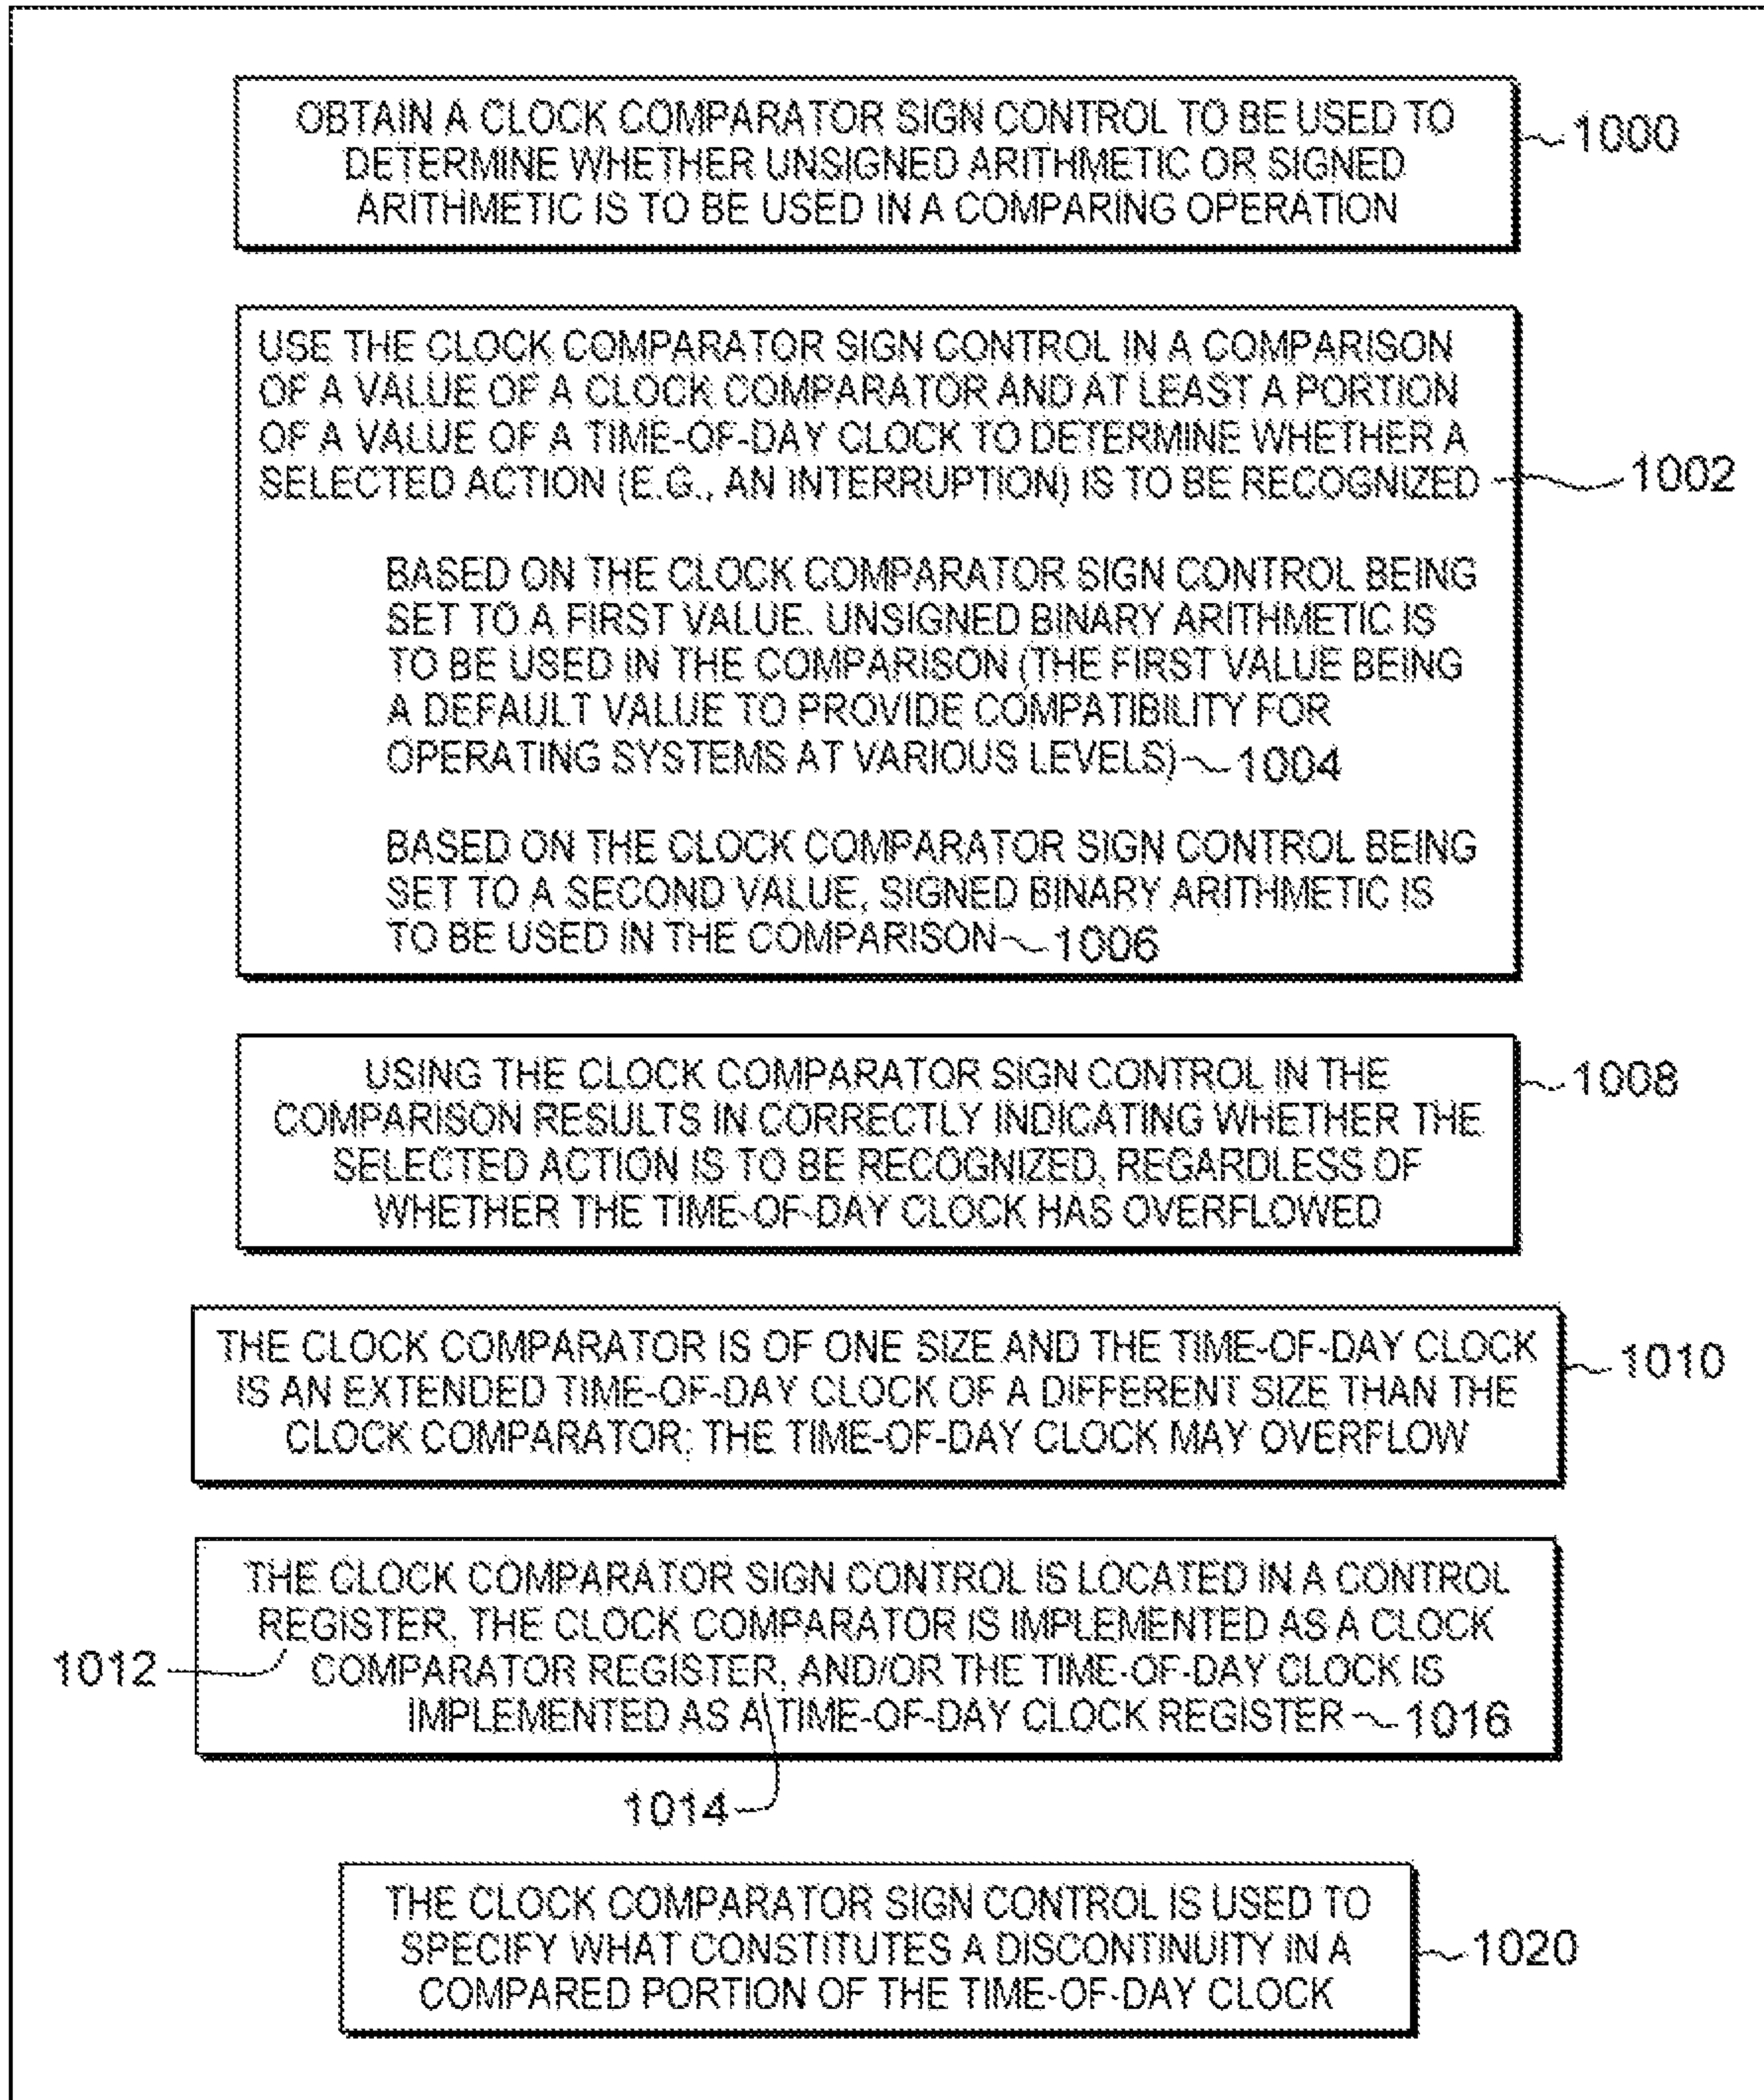 OBTAIN A CLOCK COMPARATOR SIGN CONTROL TO BE USED TO
DETERMINE WHETHER UNSIGNED ARITHMETIC OR SIGNED
ARITHMETIC IS TO BE USED IN A COMPARING OPERATION
1000
USE THE CLOCK COMPARATOR SIGN CONTROL IN A COMPARISON
OF A VALUE OF A CLOCK COMPARATOR AND AT LEAST A PORTION
OF A VALUE OF A TIME-OF-DAY CLOCK TO DETERMINE WHETHER A
SELECTED ACTION (E.G., AN INTERRUPTION) IS TO BE RECOGNIZED
1002
BASED ON THE CLOCK COMPARATOR SIGN CONTROL BEING
SET TO A FIRST VALUE, UNSIGNED BINARY ARITHMETIC IS
TO BE USED IN THE COMPARISON (THE FIRST VALUE BEING
A DEFAULT VALUE TO PROVIDE COMPATIBILITY FOR
OPERATING SYSTEMS AT VARIOUS LEVELS) 1004
BASED ON THE CLOCK COMPARATOR SIGN CONTROL BEING
SET TO A SECOND VALUE, SIGNED BINARY ARITHMETIC IS
TO BE USED IN THE COMPARISON 1006
USING THE CLOCK COMPARATOR SIGN CONTROL IN THE
COMPARISON RESULTS IN CORRECTLY INDICATING WHETHER THE
SELECTED ACTION IS TO BE RECOGNIZED, REGARDLESS OF
WHETHER THE TIME-OF-DAY CLOCK HAS OVERFLOWED
1008
THE CLOCK COMPARATOR IS OF ONE SIZE AND THE TIME-OF-DAY CLOCK
IS AN EXTENDED TIME-OF-DAY CLOCK OF A DIFFERENT SIZE THAN THE
CLOCK COMPARATOR; THE TIME-OF-DAY CLOCK MAY OVERFLOW
1010
THE CLOCK COMPARATOR SIGN CONTROL IS LOCATED IN A CONTROL
REGISTER, THE CLOCK COMPARATOR IS IMPLEMENTED AS A CLOCK
1012
COMPARATOR REGISTER, AND/OR THE TIME-OF-DAY CLOCK IS
IMPLEMENTED AS A TIME-OF-DAY CLOCK REGISTER 1016
1014
THE CLOCK COMPARATOR SIGN CONTROL IS USED TO
SPECIFY WHAT CONSTITUTES A DISCONTINUITY IN A
COMPARED PORTION OF THE TIME-OF-DAY CLOCK
1020